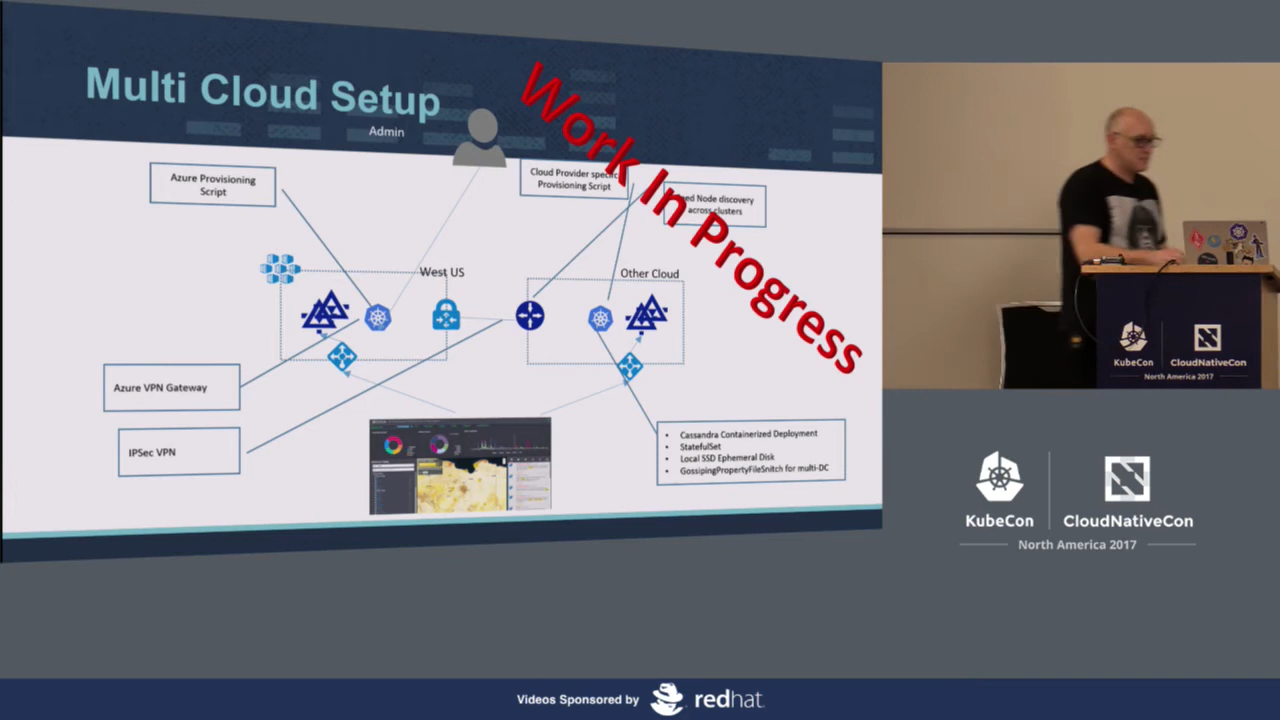 Multi Cloud Setup
Admin
Work In Progress
Azure Provisioning
Script
Cloud Provider
Provisioning Script
Node discovery
across clusters
West US
Other Cloud
Azure VPN Gateway
IPSec VPN
• Cassandra Containerized Deployment
• StatefulSet
• Local SSD Ephemeral Disk
• GossipingPropertyFileSnitch for multi-DC
KubeCon
CloudNativeCon
North America 2017
KubeCon
CloudNativeCon
North America 2017
Videos Sponsored by
redhat